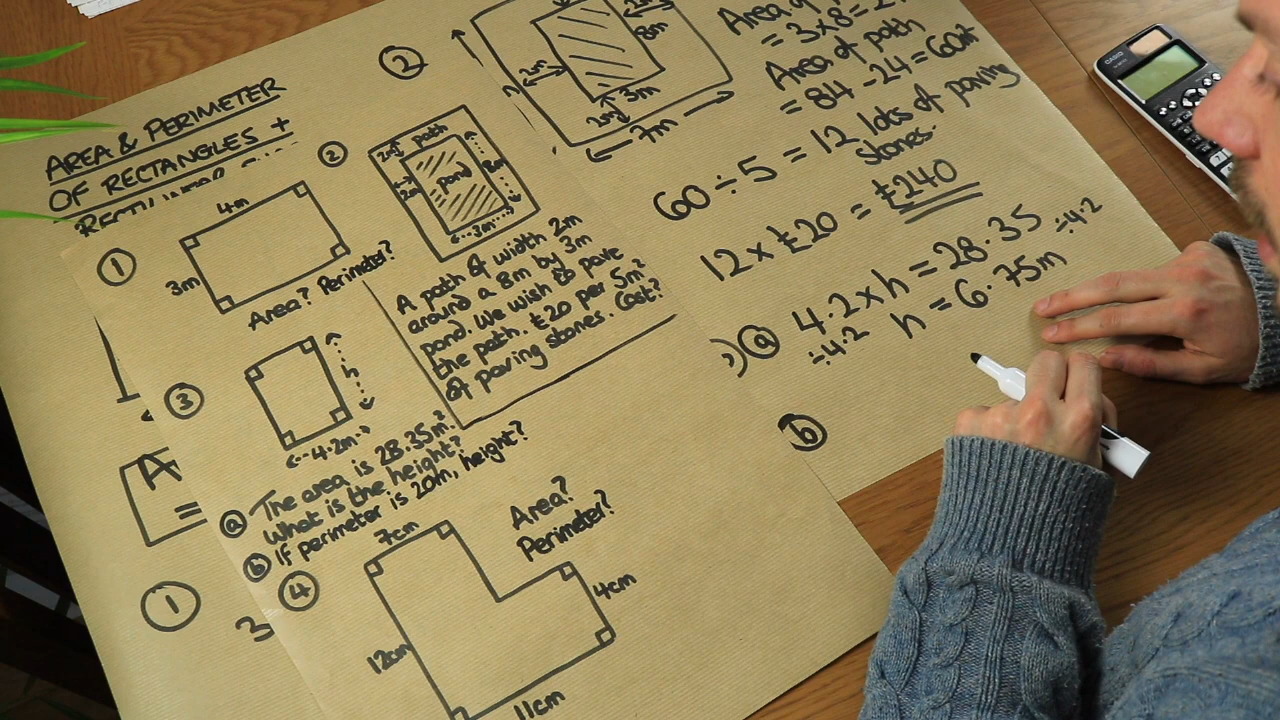 AREA & PERIMETER
OF RECTANGLES +
1
4m
3m
Area? Perimeter?
2
path
2m
2m
Pond
8m
3m
A path of width 2m
around a 8m by 3m
pond. We wish to pave
the path. £20 per 5m²
of paving stones. Cost?
3
h
4.2m
a The area is 28.35m².
What is the height?
b If perimeter is 20m, height?
4
7cm
Area?
Perimeter?
4cm
12cm
11cm
A
=
1
3
2
2m
8m
2m
3m
2m
7m
Area of
= 3x8=2
Area of path
= 84-24=60m²
60÷5 = 12 lots of paving
stones.
12 x £20 = £240
3) a 4.2xh = 28.35
÷4.2 ÷4.2
h = 6.75m
b
CASIO